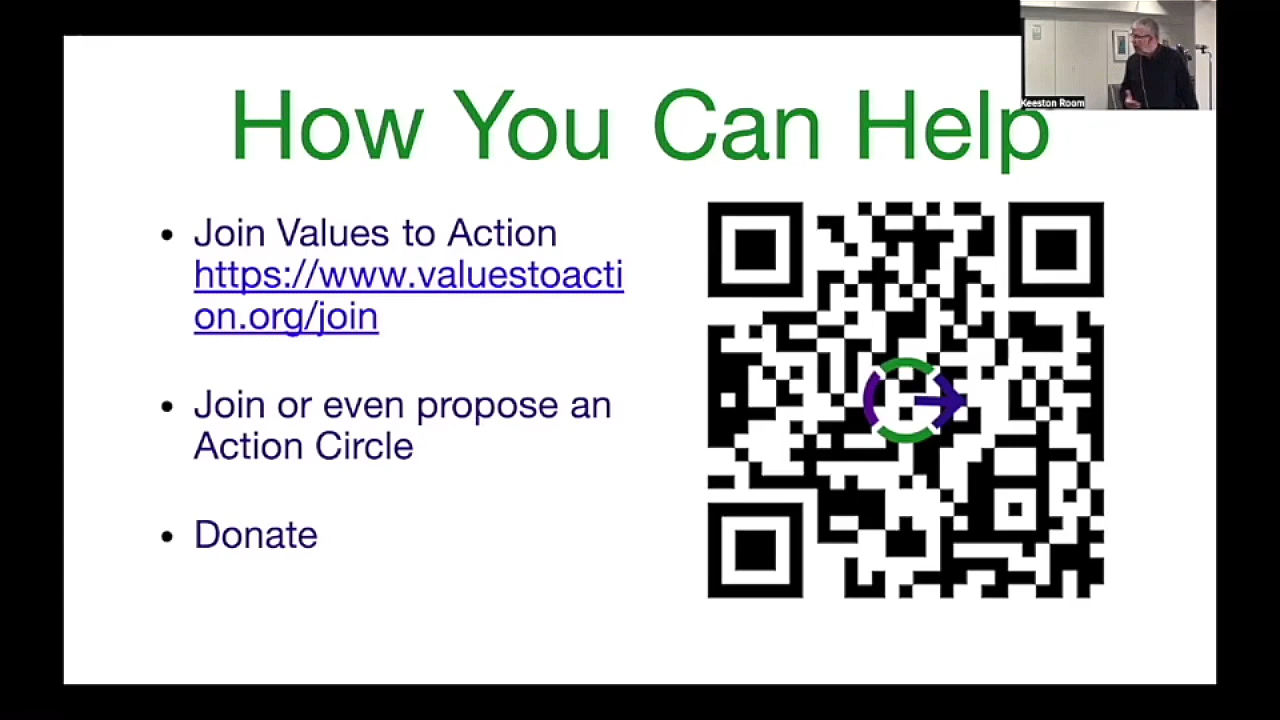 How You Can Help
Keeston Room
• Join Values to Action
https://www.valuestoacti
on.org/join
• Join or even propose an
Action Circle
• Donate